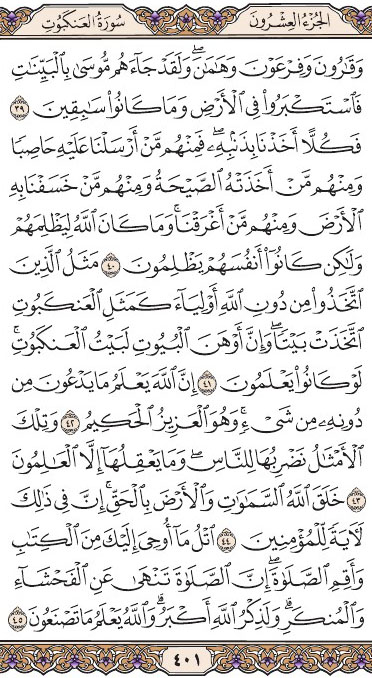 الجزء العشرون سورة العنكبوت
وَقَٰرُونَ وَفِرْعَوْنَ وَهَٰمَٰنَۖ وَلَقَدْ جَآءَهُم مُّوسَىٰ بِٱلْبَيِّنَٰتِ
فَٱسْتَكْبَرُوا۟ فِى ٱلْأَرْضِ وَمَا كَانُوا۟ سَٰبِقِينَ ٣٩
فَكُلًّا أَخَذْنَا بِذَنۢبِهِۦۖ فَمِنْهُم مَّنْ أَرْسَلْنَا عَلَيْهِ حَاصِبًا
وَمِنْهُم مَّنْ أَخَذَتْهُ ٱلصَّيْحَةُ وَمِنْهُم مَّنْ خَسَفْنَا بِهِ
ٱلْأَرْضَ وَمِنْهُم مَّنْ أَغْرَقْنَاۚ وَمَا كَانَ ٱللَّهُ لِيَظْلِمَهُمْ
وَلَٰكِن كَانُوٓا۟ أَنفُسَهُمْ يَظْلِمُونَ ٤٠ مَثَلُ ٱلَّذِينَ
ٱتَّخَذُوا۟ مِن دُونِ ٱللَّهِ أَوْلِيَآءَ كَمَثَلِ ٱلْعَنكَبُوتِ
ٱتَّخَذَتْ بَيْتًاۖ وَإِنَّ أَوْهَنَ ٱلْبُيُوتِ لَبَيْتُ ٱلْعَنكَبُوتِۚ
لَوْ كَانُوا۟ يَعْلَمُونَ ٤١ إِنَّ ٱللَّهَ يَعْلَمُ مَا يَدْعُونَ مِن
دُونِهِۦ مِن شَىْءٍۚ وَهُوَ ٱلْعَزِيزُ ٱلْحَكِيمُ ٤٢ وَتِلْكَ
ٱلْأَمْثَٰلُ نَضْرِبُهَا لِلنَّاسِۖ وَمَا يَعْقِلُهَآ إِلَّا ٱلْعَٰلِمُونَ
٤٣ خَلَقَ ٱللَّهُ ٱلسَّمَٰوَٰتِ وَٱلْأَرْضَ بِٱلْحَقِّۚ إِنَّ فِى ذَٰلِكَ
لَءَايَةً لِّلْمُؤْمِنِينَ ٤٤ ٱتْلُ مَآ أُوحِىَ إِلَيْكَ مِنَ ٱلْكِتَٰبِ
وَأَقِمِ ٱلصَّلَوٰةَۖ إِنَّ ٱلصَّلَوٰةَ تَنْهَىٰ عَنِ ٱلْفَحْشَآءِ
وَٱلْمُنكَرِۗ وَلَذِكْرُ ٱللَّهِ أَكْبَرُۗ وَٱللَّهُ يَعْلَمُ مَا تَصْنَعُونَ ٤٥
٤٠١